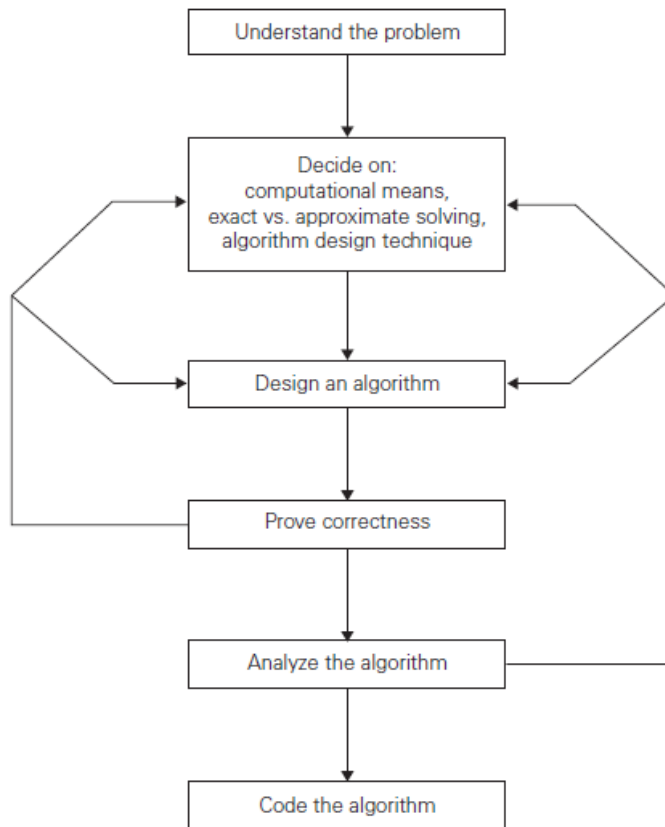 Understand the problem
Decide on:
computational means,
exact vs. approximate solving,
algorithm design technique
Design an algorithm
Prove correctness
Analyze the algorithm
Code the algorithm